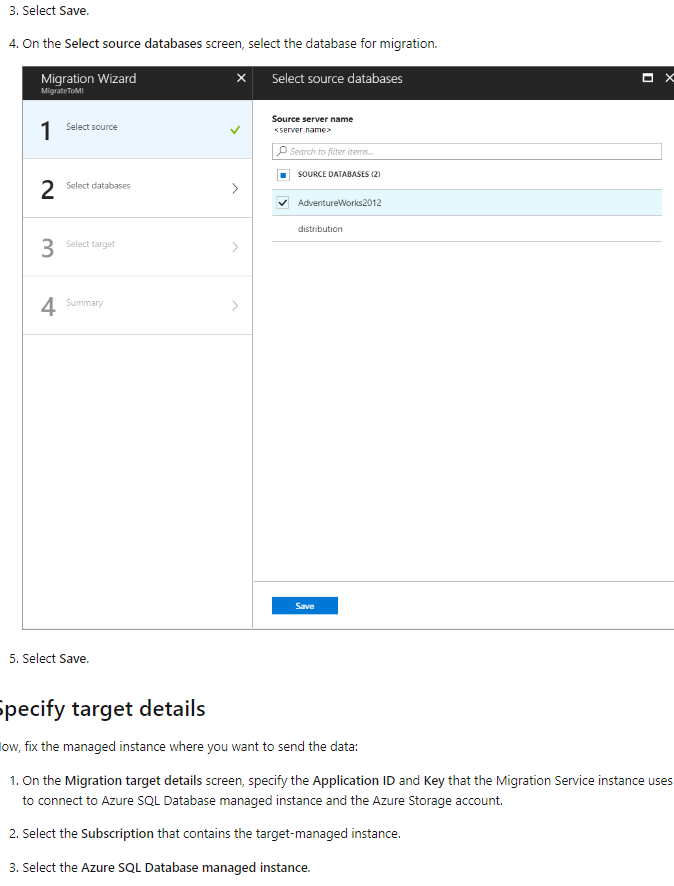 3. Select Save.
4. On the Select source databases screen, select the database for migration.
Migration Wizard
MigrateToMI
Select source databases
1 Select source
2 Select databases
3 Select target
4 Summary
Source server name
<server name>
Search to filter items...
SOURCE DATABASES (2)
AdventureWorks2012
distribution
Save
5. Select Save.
Specify target details
Now, fix the managed instance where you want to send the data:
1. On the Migration target details screen, specify the Application ID and Key that the Migration Service instance uses
to connect to Azure SQL Database managed instance and the Azure Storage account.
2. Select the Subscription that contains the target-managed instance.
3. Select the Azure SQL Database managed instance.